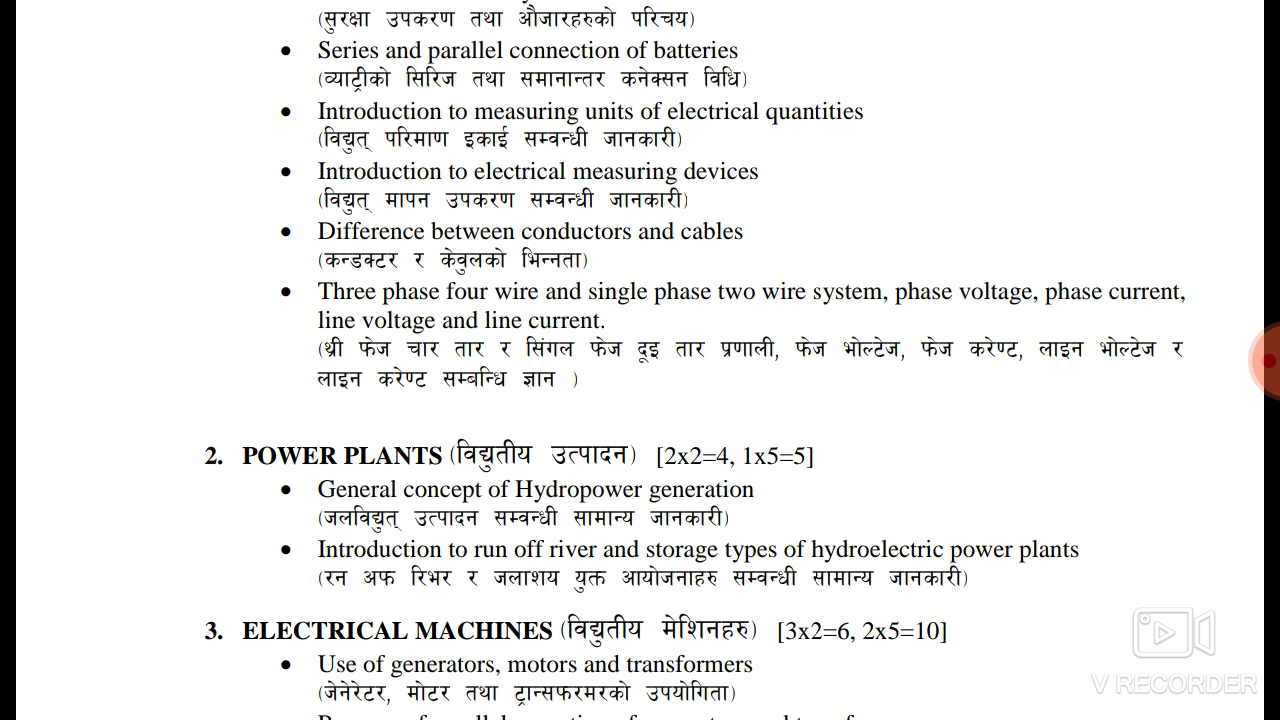 (सुरक्षा उपकरण तथा औजारहरुको परिचय)
• Series and parallel connection of batteries
(व्याट्रीको सिरिज तथा समानान्तर कनेक्सन विधि)
• Introduction to measuring units of electrical quantities
(विद्युत् परिमाण इकाई सम्वन्धी जानकारी)
• Introduction to electrical measuring devices
(विद्युत् मापन उपकरण सम्वन्धी जानकारी)
• Difference between conductors and cables
(कन्डक्टर र केवुलको भिन्नता)
• Three phase four wire and single phase two wire system, phase voltage, phase current,
line voltage and line current.
(थ्री फेज चार तार र सिंगल फेज दूइ तार प्रणाली, फेज भोल्टेज, फेज करेण्ट, लाइन भोल्टेज र
लाइन करेण्ट सम्बन्धि ज्ञान )
2. POWER PLANTS (विद्युतीय उत्पादन) [2x2=4, 1x5=5]
• General concept of Hydropower generation
(जलविद्युत् उत्पादन सम्वन्धी सामान्य जानकारी)
• Introduction to run off river and storage types of hydroelectric power plants
(रन अफ रिभर र जलाशय युक्त आयोजनाहरु सम्वन्धी सामान्य जानकारी)
3. ELECTRICAL MACHINES (विद्युतीय मेशिनहरु) [3x2=6, 2x5=10]
• Use of generators, motors and transformers
(जेनेरेटर, मोटर तथा ट्रान्सफरमरको उपयोगिता)
V RECORDER